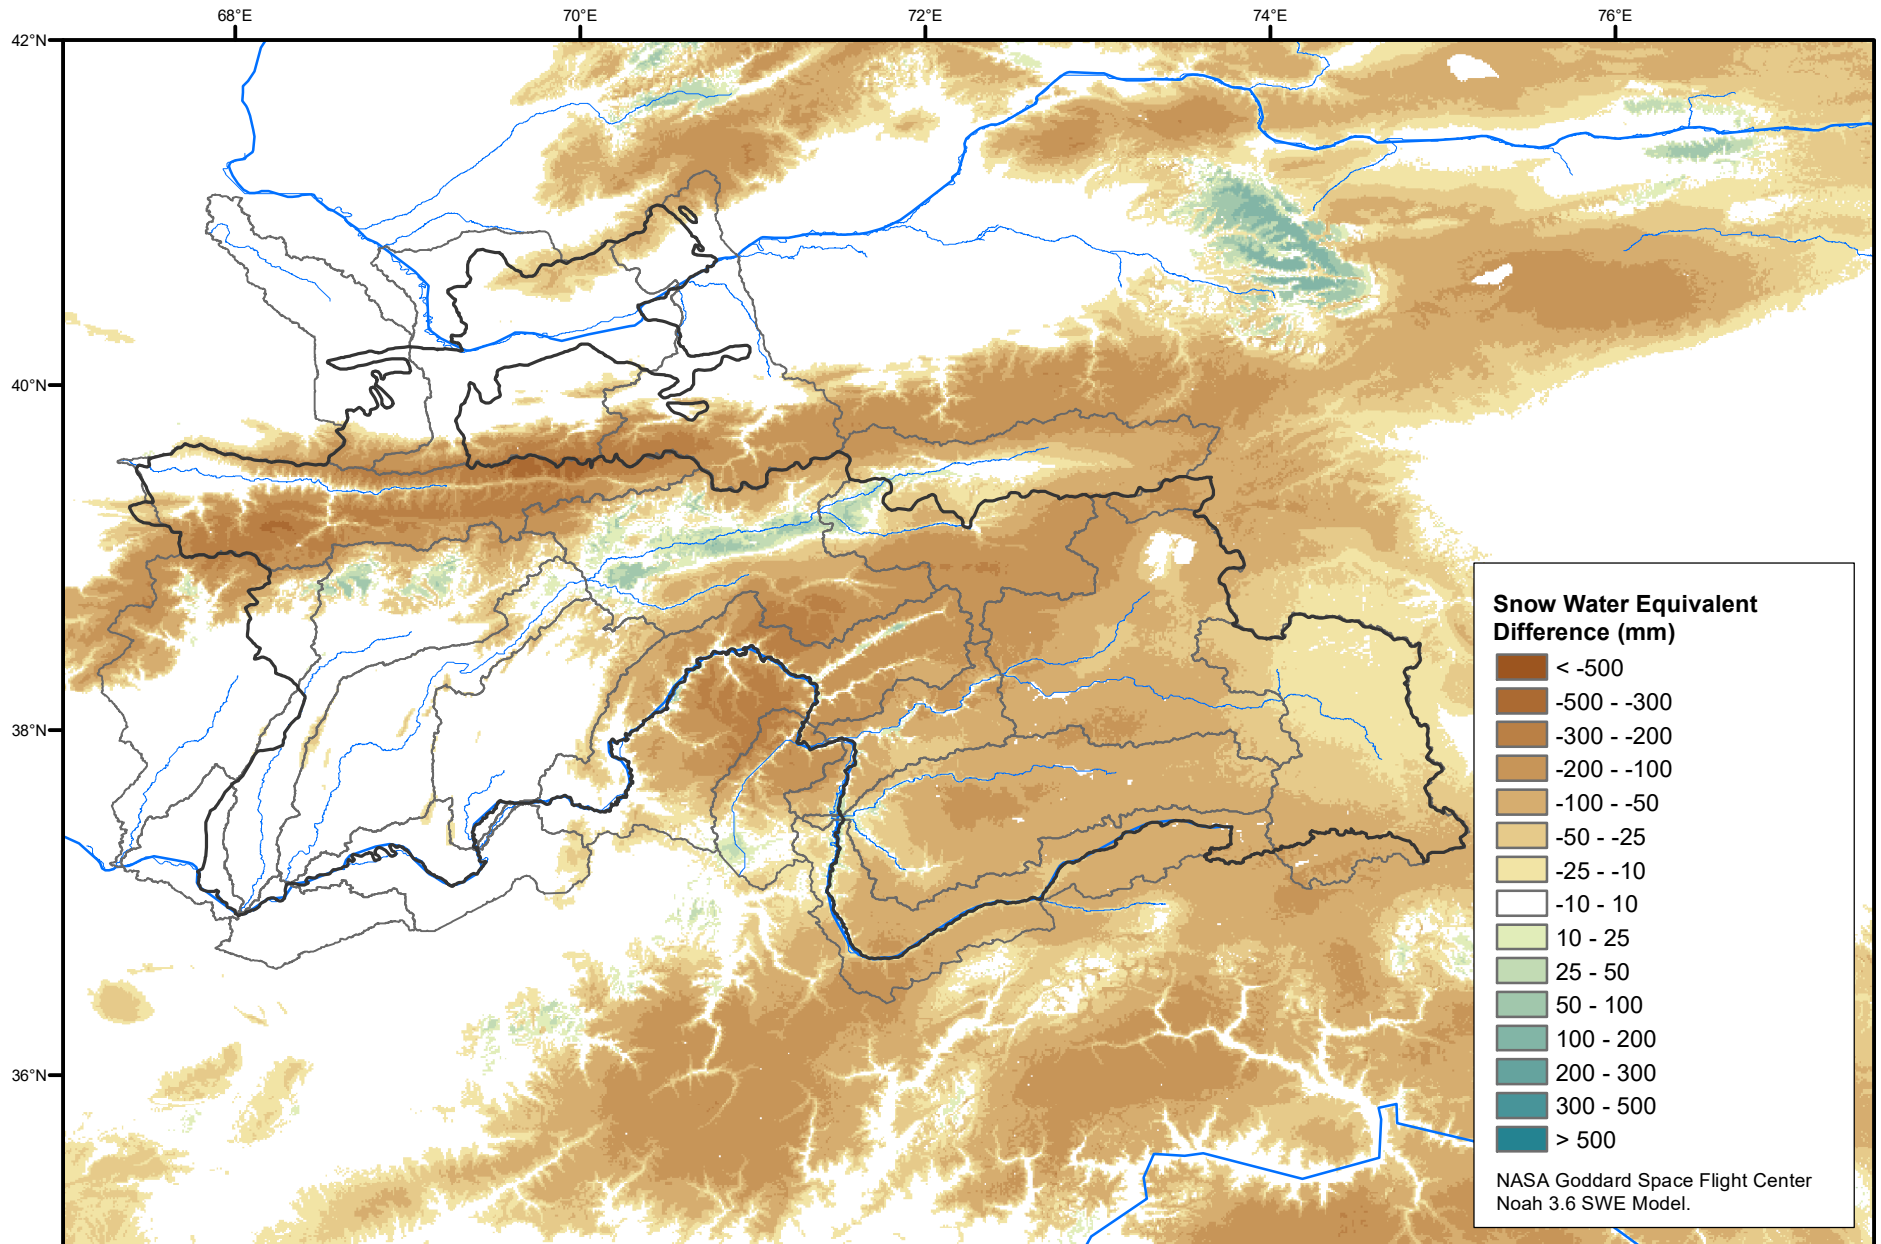 68°E 70°E 72°E 74°E 76°E
42°N
40°N
38°N
36°N
Snow Water Equivalent
Difference (mm)
< -500
-500 - -300
-300 - -200
-200 - -100
-100 - -50
-50 - -25
-25 - -10
-10 - 10
10 - 25
25 - 50
50 - 100
100 - 200
200 - 300
300 - 500
> 500
NASA Goddard Space Flight Center
Noah 3.6 SWE Model.